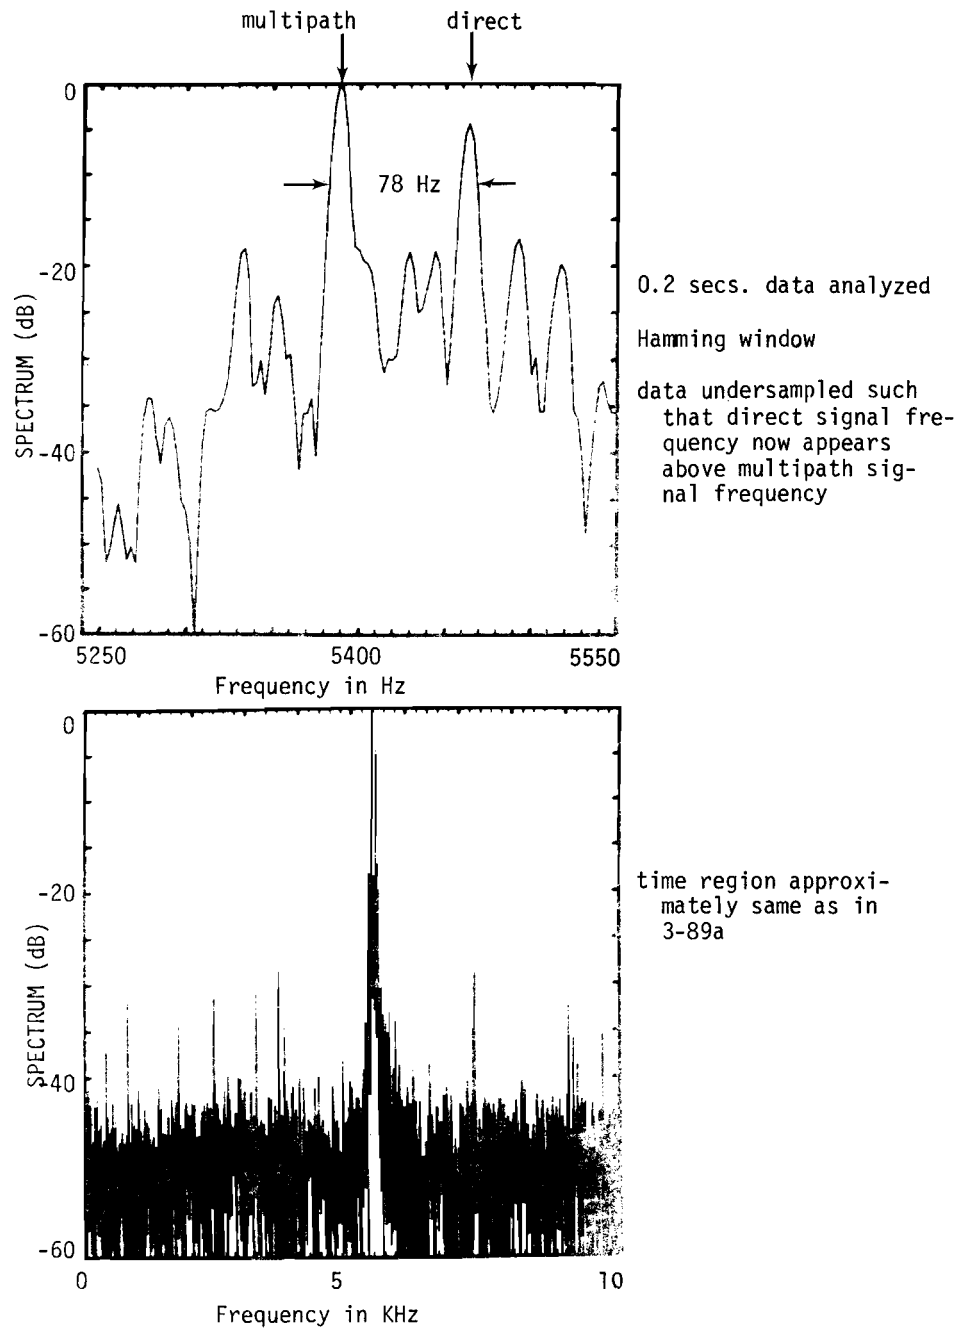 multipath direct
0
78 Hz
-20
-40
-60
SPECTRUM (dB)
5250 5400 5550
Frequency in Hz
0.2 secs. data analyzed
Hamming window
data undersampled such
that direct signal fre-
quency now appears
above multipath sig-
nal frequency
0
-20
-40
-60
SPECTRUM (dB)
0 5 10
Frequency in KHz
time region approxi-
mately same as in
3-89a